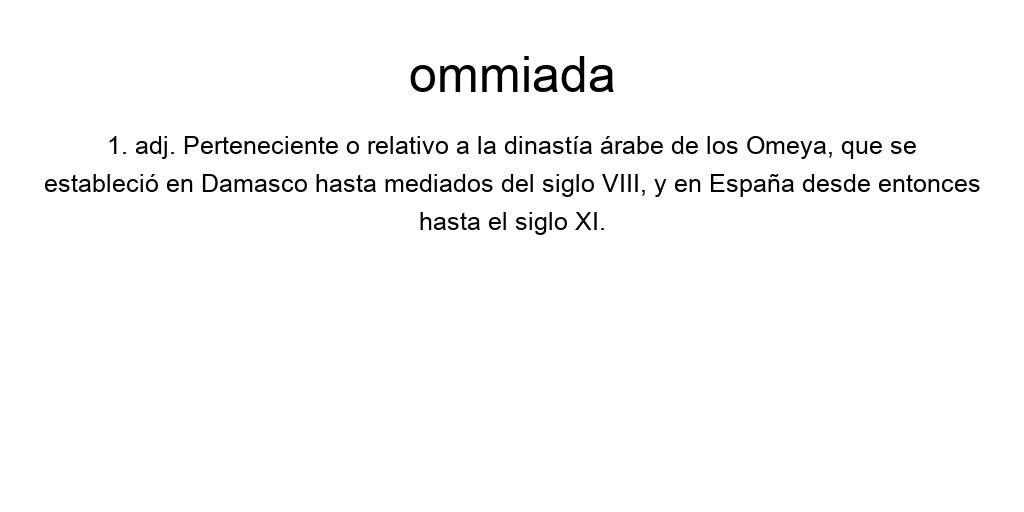 ommiada
1. adj. Perteneciente o relativo a la dinastía árabe de los Omeya, que se
estableció en Damasco hasta mediados del siglo VIII, y en España desde entonces
hasta el siglo XI.